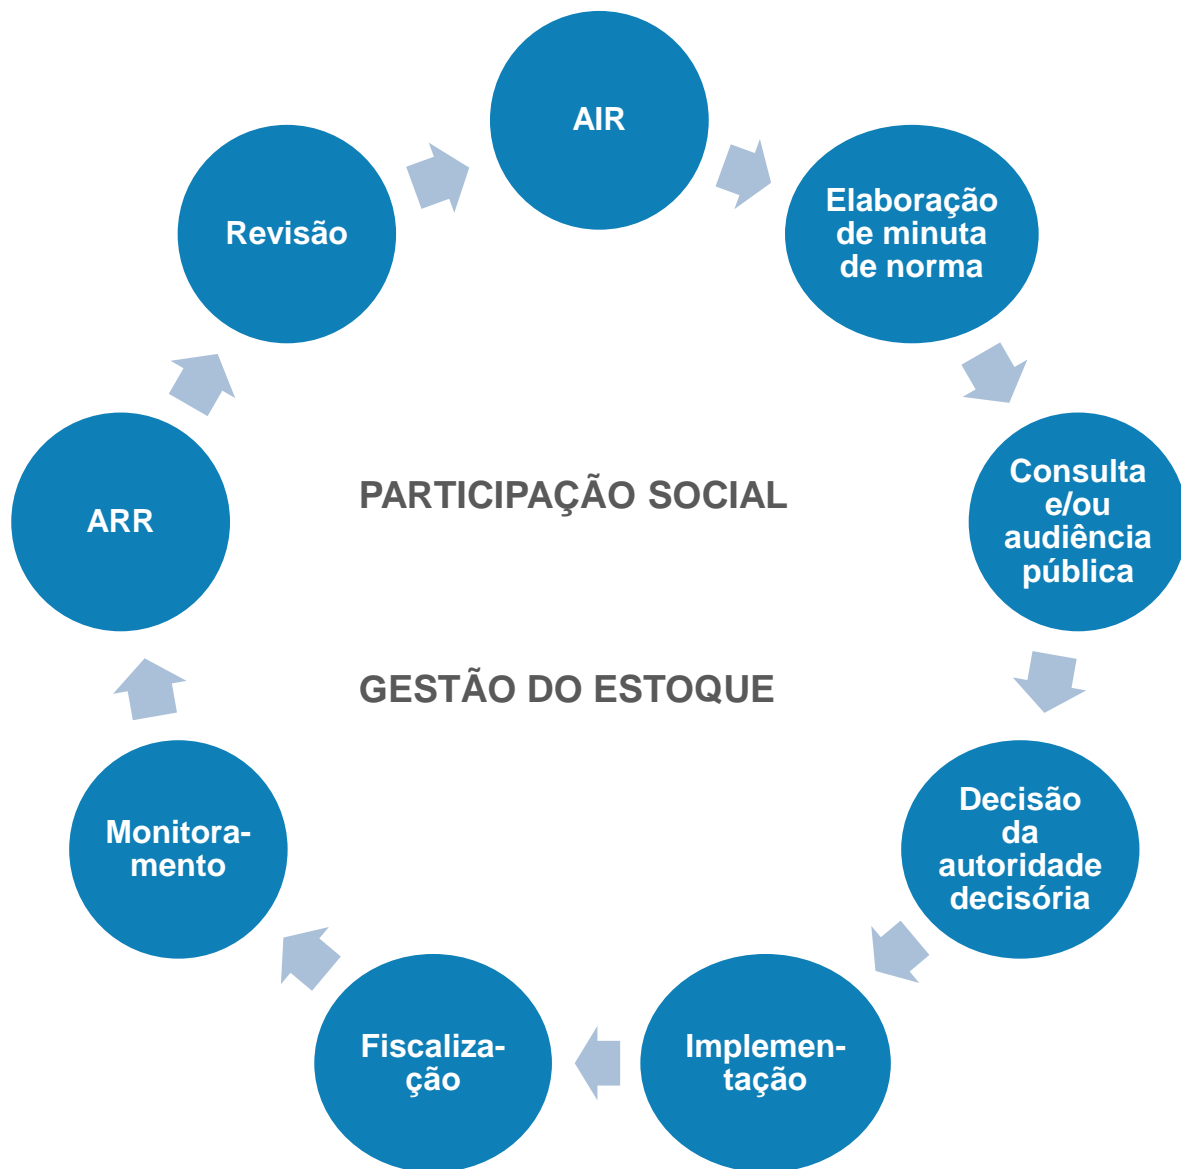 AIR
Elaboração
de minuta
de norma
Consulta
e/ou
audiência
pública
Decisão
da
autoridade
decisória
Implemen-
tação
Fiscaliza-
ção
Monitora-
mento
ARR
Revisão
PARTICIPAÇÃO SOCIAL
GESTÃO DO ESTOQUE